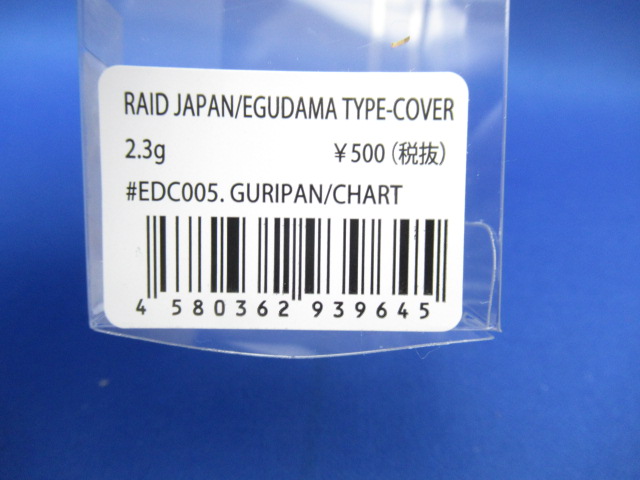 RAID JAPAN/EGUDAMA TYPE-COVER
2.3g ￥500(税抜)
#EDC005. GURIPAN/CHART
4 580362 939645